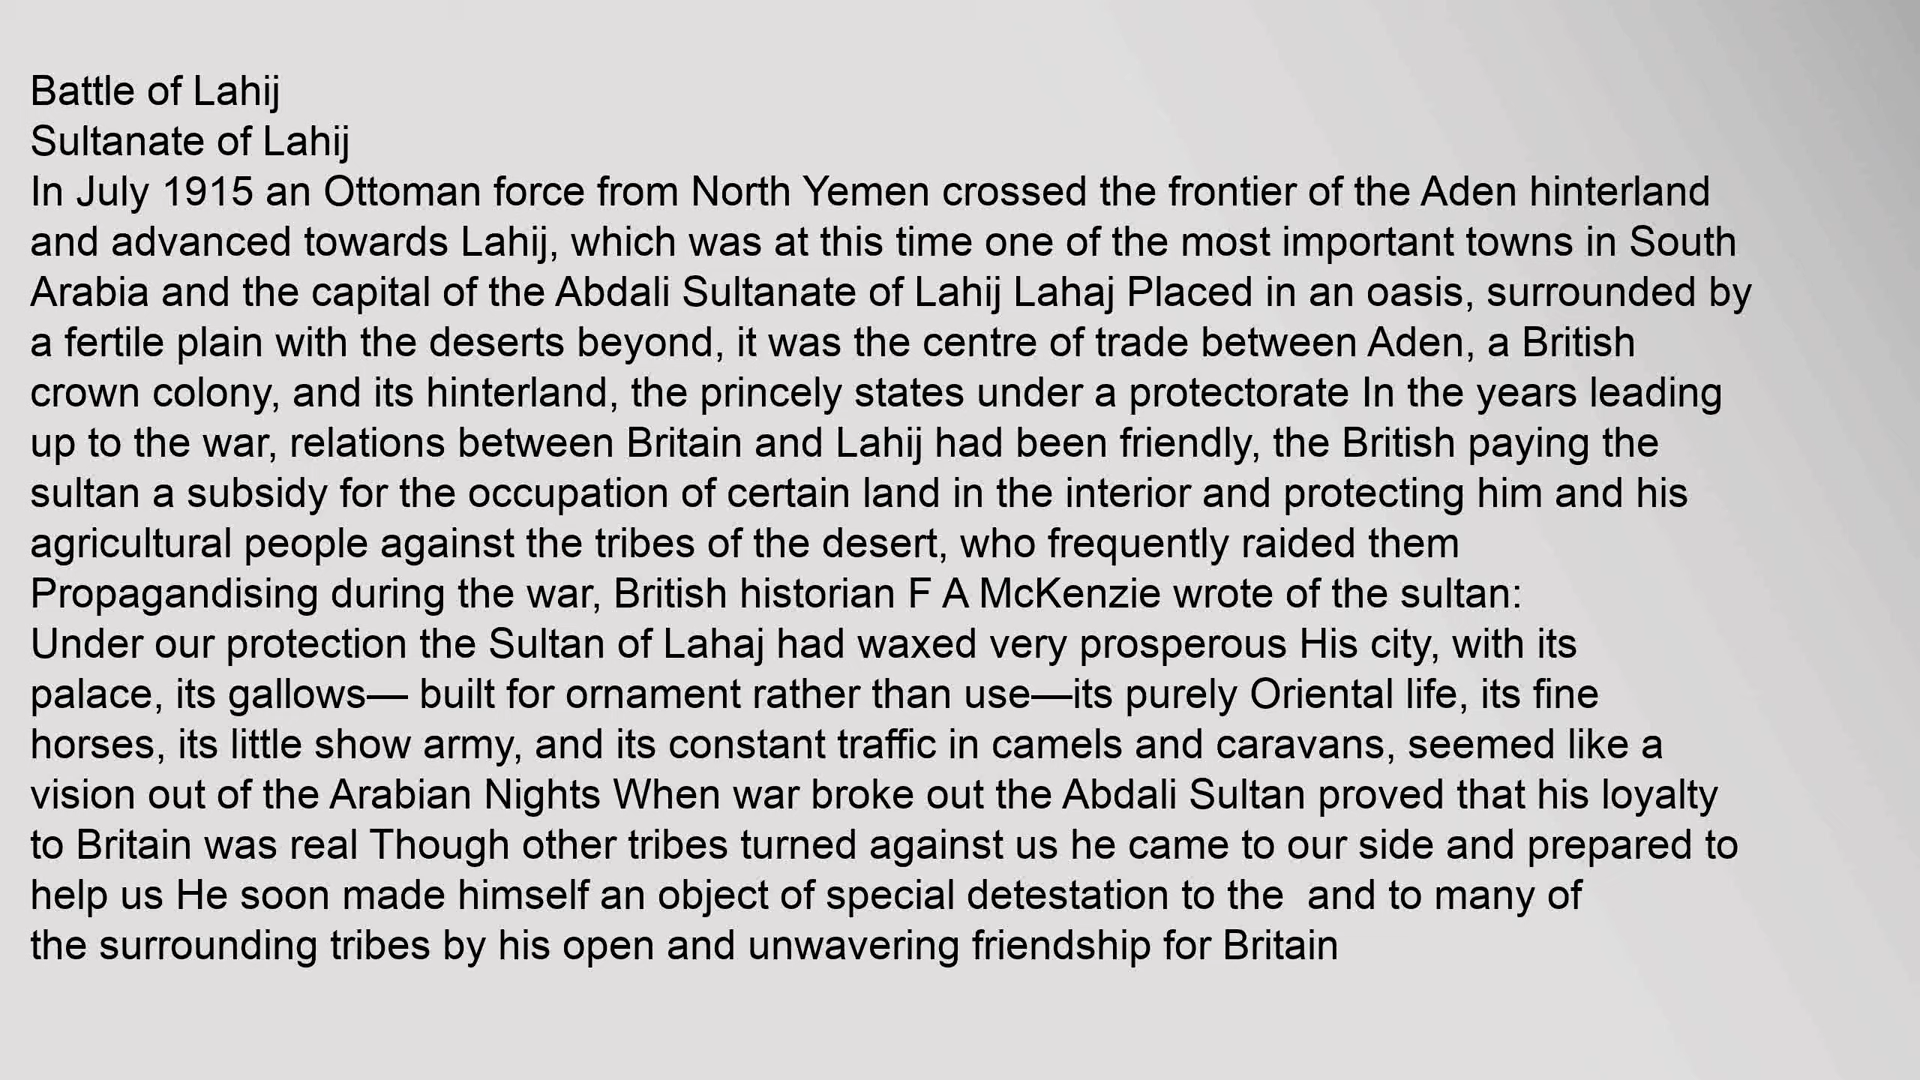 Battle of Lahij
Sultanate of Lahij
In July 1915 an Ottoman force from North Yemen crossed the frontier of the Aden hinterland
and advanced towards Lahij, which was at this time one of the most important towns in South
Arabia and the capital of the Abdali Sultanate of Lahij Lahaj Placed in an oasis, surrounded by
a fertile plain with the deserts beyond, it was the centre of trade between Aden, a British
crown colony, and its hinterland, the princely states under a protectorate In the years leading
up to the war, relations between Britain and Lahij had been friendly, the British paying the
sultan a subsidy for the occupation of certain land in the interior and protecting him and his
agricultural people against the tribes of the desert, who frequently raided them
Propagandising during the war, British historian F A McKenzie wrote of the sultan:
Under our protection the Sultan of Lahaj had waxed very prosperous His city, with its
palace, its gallows— built for ornament rather than use—its purely Oriental life, its fine
horses, its little show army, and its constant traffic in camels and caravans, seemed like a
vision out of the Arabian Nights When war broke out the Abdali Sultan proved that his loyalty
to Britain was real Though other tribes turned against us he came to our side and prepared to
help us He soon made himself an object of special detestation to the  and to many of
the surrounding tribes by his open and unwavering friendship for Britain